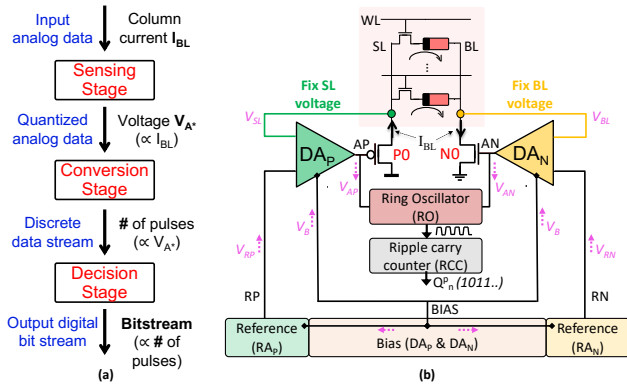 Input
analog data
Column
current I_BL
Sensing
Stage
Quantized
analog data
Voltage V_A*
(∝ I_BL)
Conversion
Stage
Discrete
data stream
# of pulses
(∝ V_A*)
Decision
Stage
Output digital
bit stream
Bitstream
(∝ # of
pulses)
(a)
WL
SL
BL
...
...
Fix SL
voltage
Fix BL
voltage
V_SL
V_BL
I_BL
DA_P
AP
P0
N0
AN
DA_N
V_AP
V_AN
Ring Oscillator
(RO)
Ripple carry
counter (RCC)
Q^p_n (1011..)
V_RP
V_B
V_B
V_RN
RP
RN
BIAS
Reference
(RA_P)
Bias (DA_P & DA_N)
Reference
(RA_N)
(b)